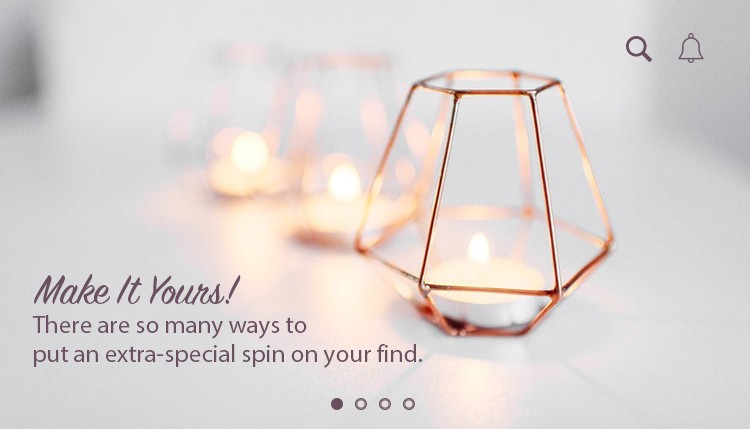 Make It Yours!
There are so many ways to
put an extra-special spin on your find.